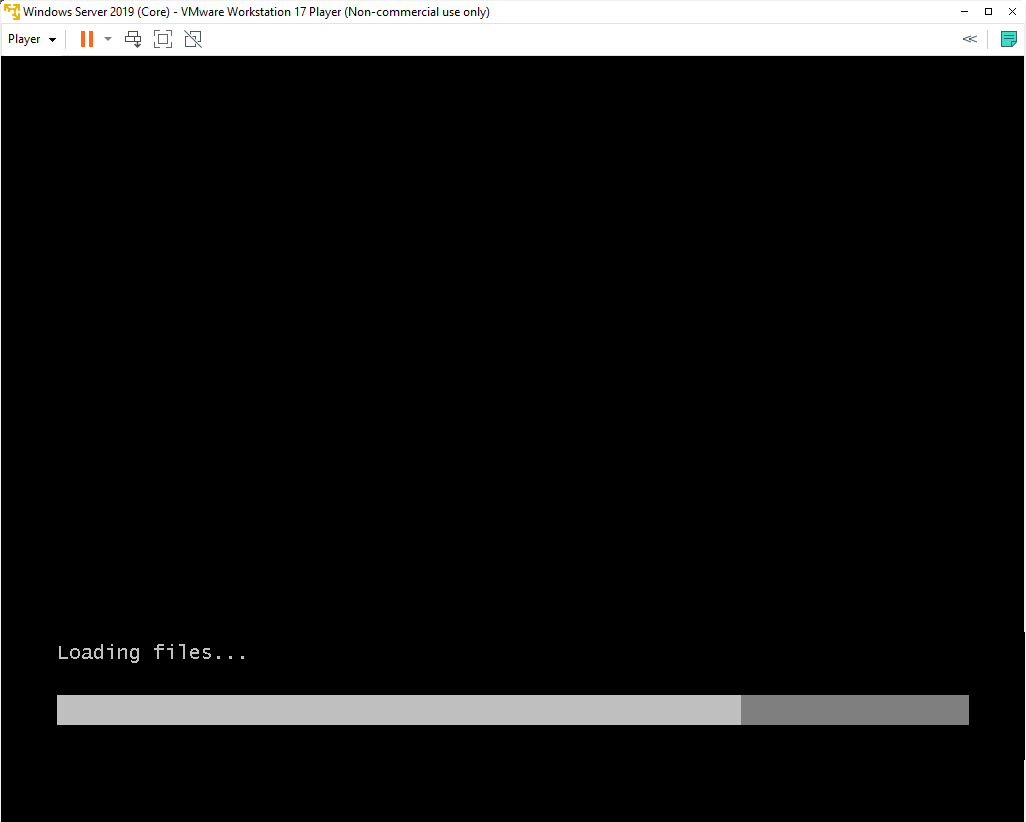 Windows Server 2019 (Core) - VMware Workstation 17 Player (Non-commercial use only)
Player
Loading files...